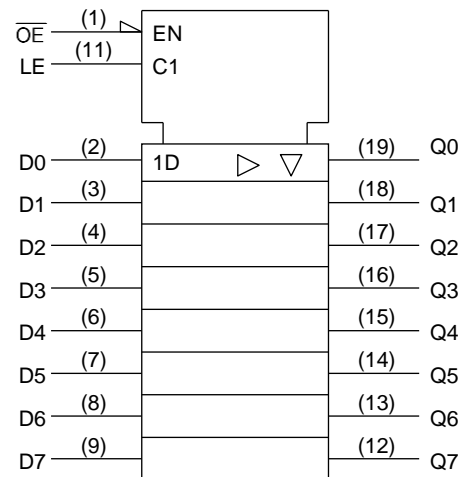 O̅E̅ (1) EN
LE (11) C1
D0 (2) 1D (19) Q0
D1 (3) (18) Q1
D2 (4) (17) Q2
D3 (5) (16) Q3
D4 (6) (15) Q4
D5 (7) (14) Q5
D6 (8) (13) Q6
D7 (9) (12) Q7